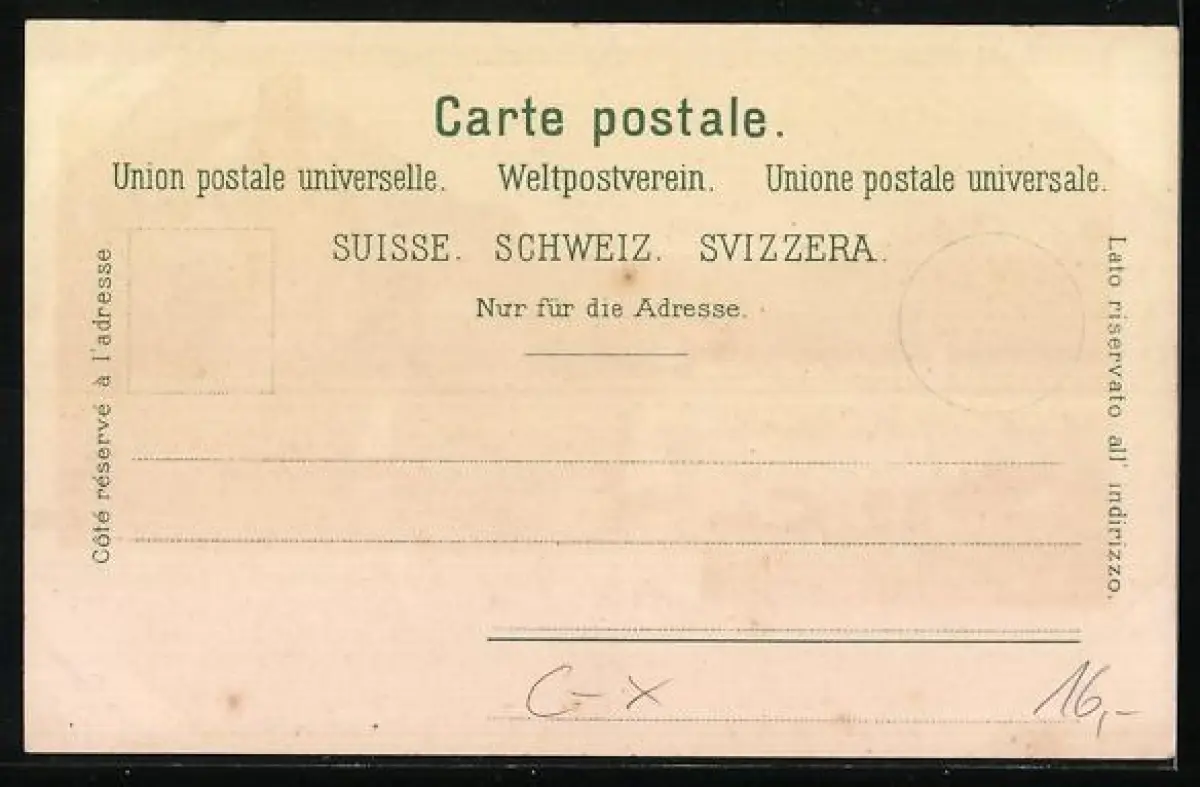 Carte postale.
Union postale universelle. Weltpostverein. Unione postale universale.
SUISSE. SCHWEIZ. SVIZZERA.
Nur für die Adresse.
Côté réservé à l'adresse
Lato riservato all' indirizzo.
16,-